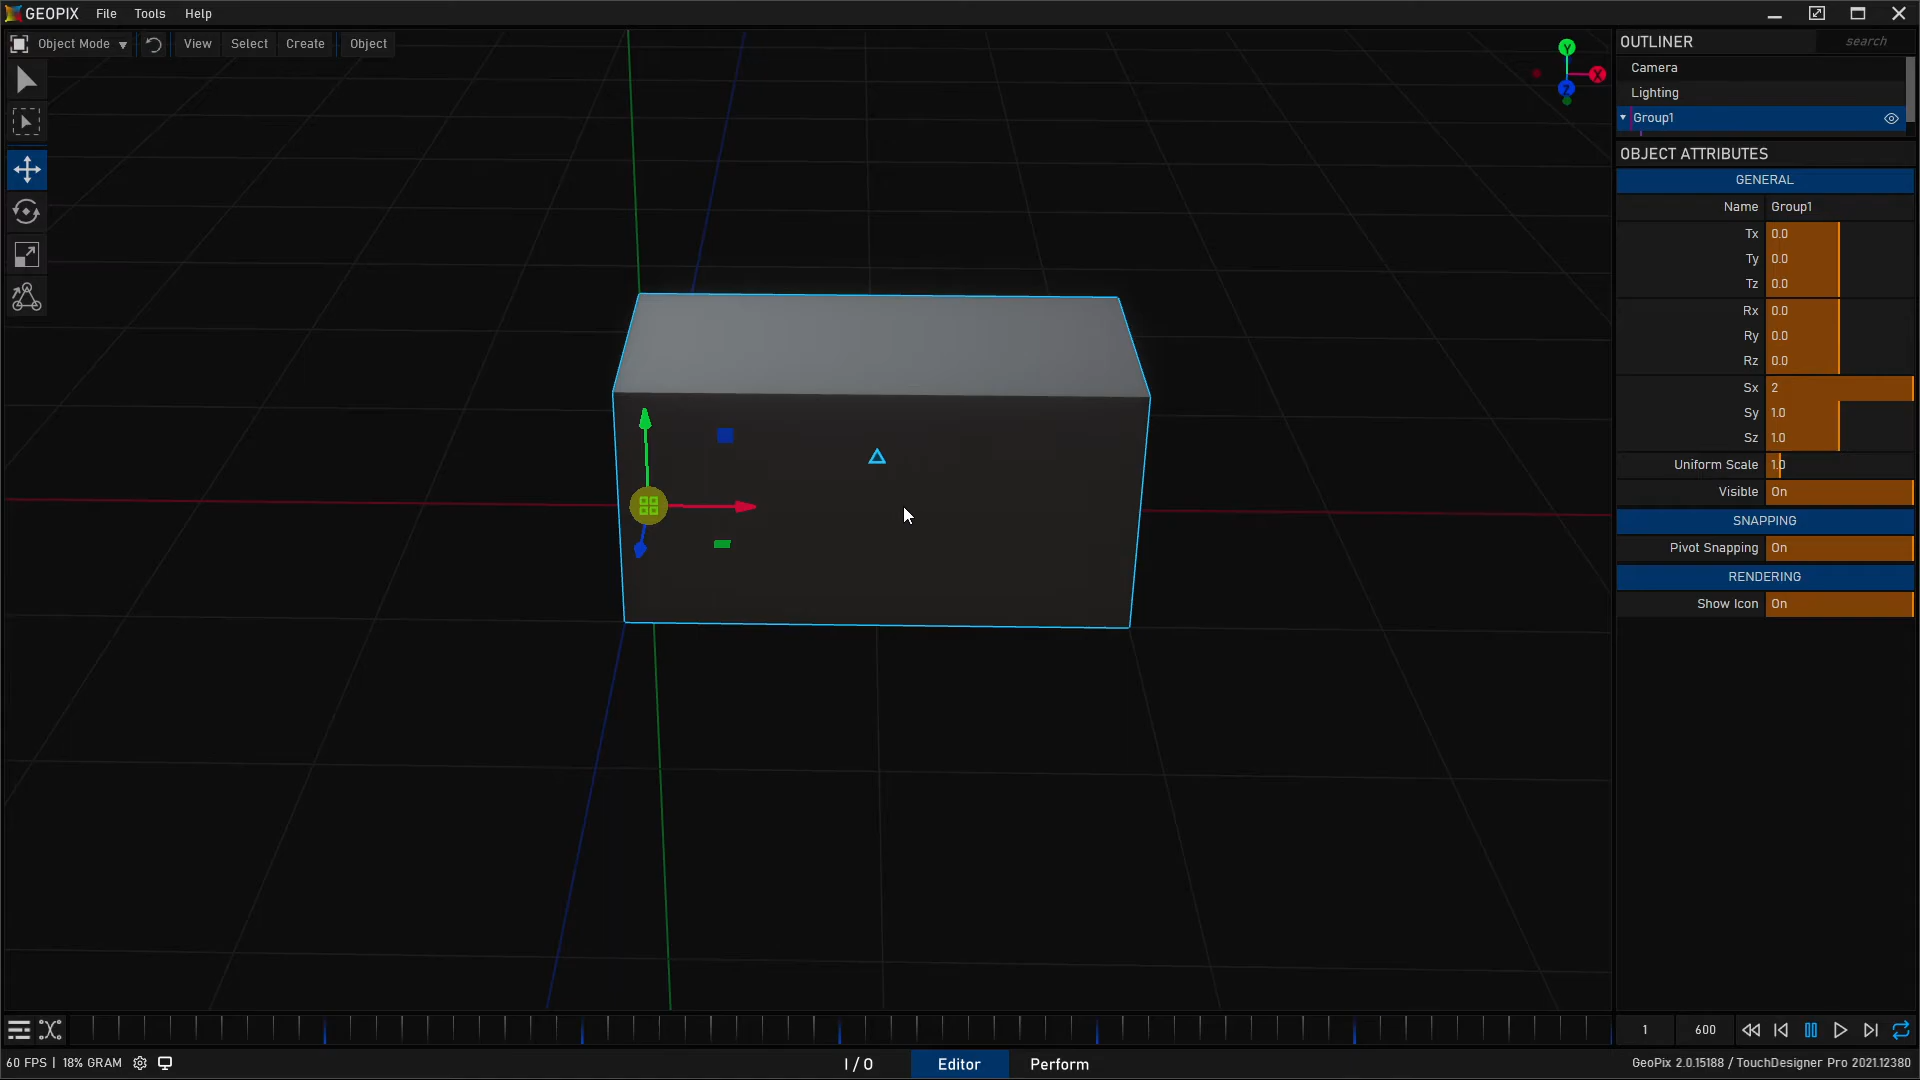 GEOPIX File Tools Help
Object Mode View Select Create Object
Y
X
Z
OUTLINER search
Camera
Lighting
Group1
OBJECT ATTRIBUTES
GENERAL
Name Group1
Tx 0.0
Ty 0.0
Tz 0.0
Rx 0.0
Ry 0.0
Rz 0.0
Sx 2
Sy 1.0
Sz 1.0
Uniform Scale 1.0
Visible On
SNAPPING
Pivot Snapping On
RENDERING
Show Icon On
1 600
60 FPS | 18% GRAM I / O Editor Perform GeoPix 2.0.15188 / TouchDesigner Pro 2021.12380